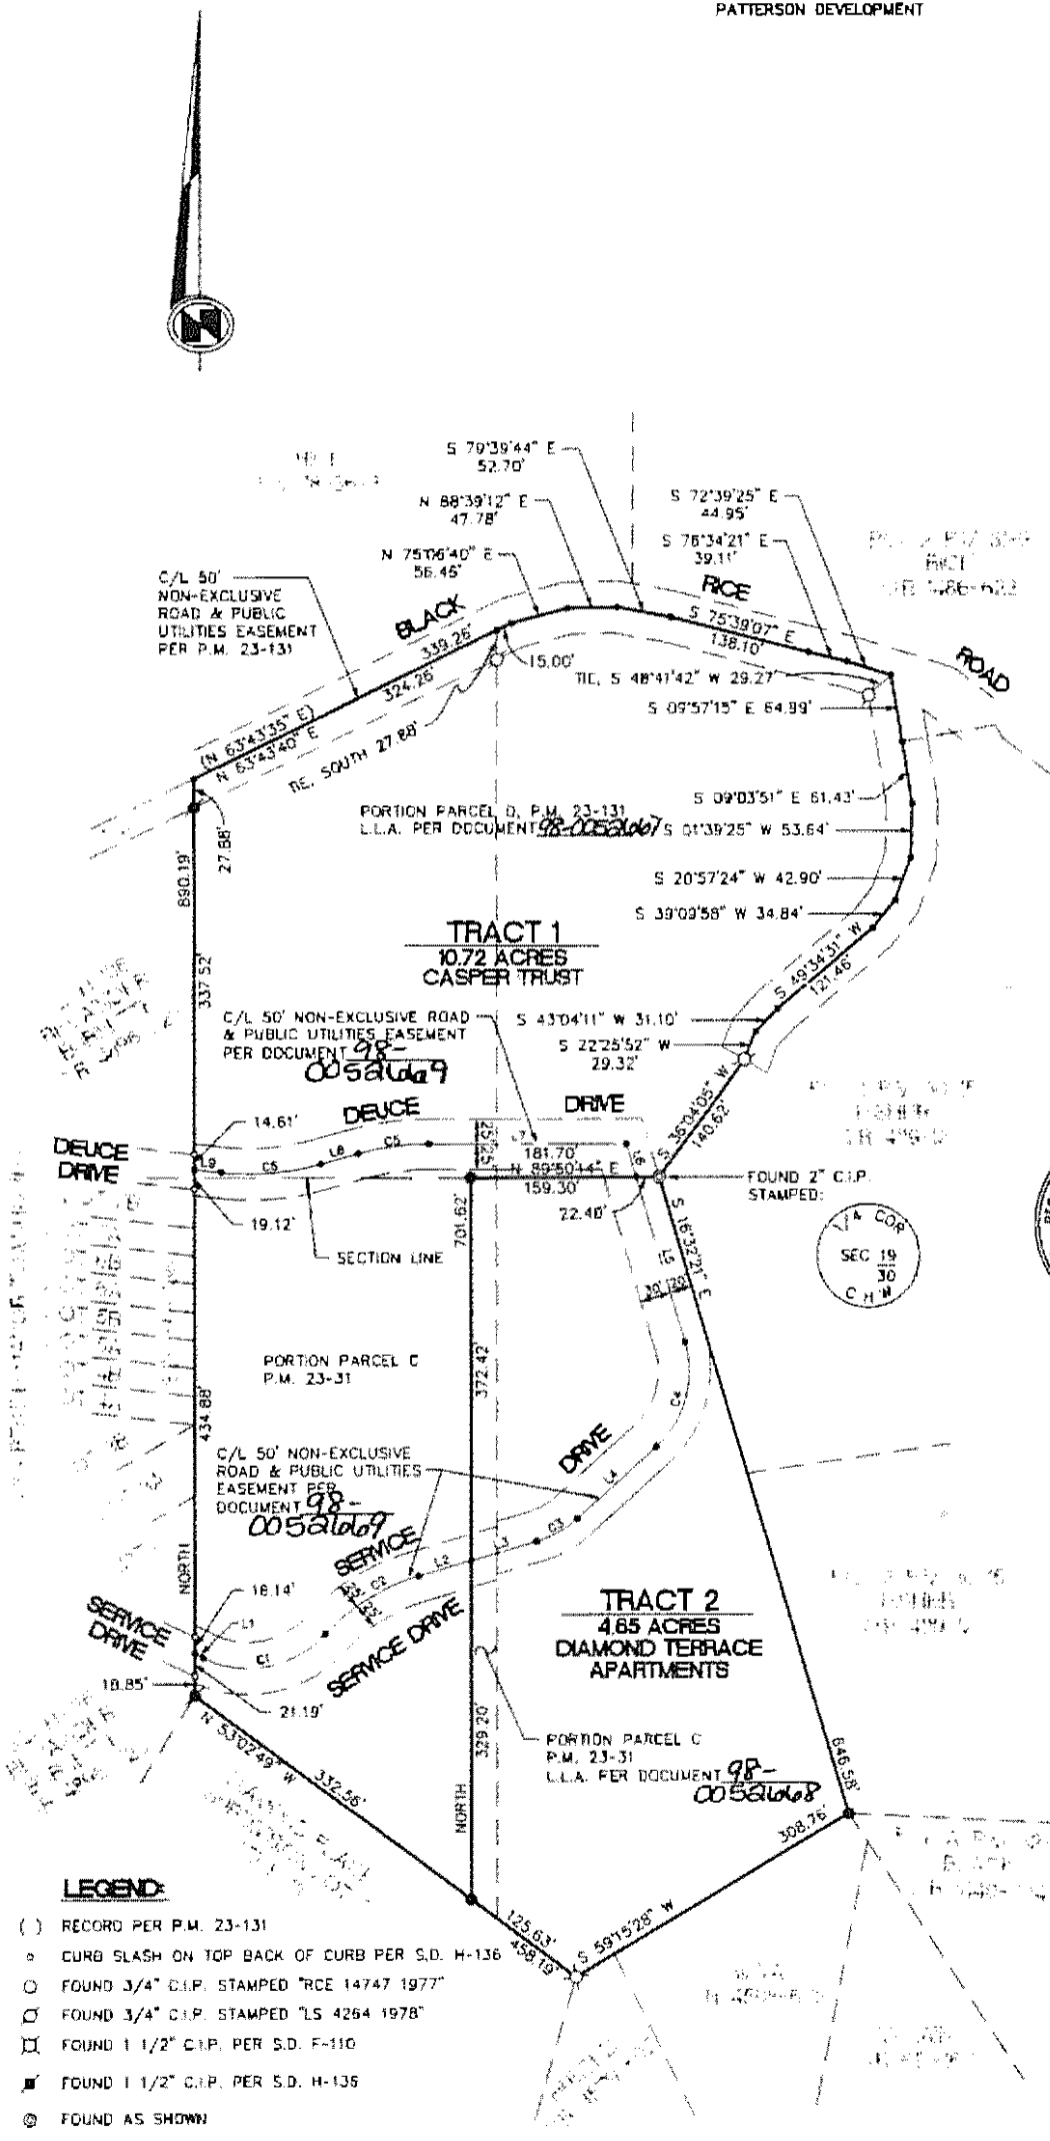 PATTERSON DEVELOPMENT
N
S 79°39'44" E
52.70'
N 88°39'12" E
47.78'
S 72°39'25" E
44.95'
N 75°06'40" E
56.45'
S 76°34'21" E
39.11'
RICE
C/L 50'
NON-EXCLUSIVE
ROAD & PUBLIC
UTILITIES EASEMENT
PER P.M. 23-131
BLACK
RICE
ROAD
S 75°39'07" E
138.10'
339.26'
324.26'
15.00'
(N 63°43'35" E)
N 63°43'40" E
TIE, SOUTH 27.88'
TIE, S 48°41'42" W 29.27'
S 09°57'15" E 64.99'
27.88'
890.19'
PORTION PARCEL D, P.M. 23-131
L.L.A. PER DOCUMENT 98-0052667
S 09°03'51" E 61.43'
S 01°39'25" W 53.64'
S 20°57'24" W 42.90'
S 39°09'58" W 34.84'
TRACT 1
10.72 ACRES
CASPER TRUST
337.52'
S 49°34'31" W
121.46'
C/L 50' NON-EXCLUSIVE ROAD
& PUBLIC UTILITIES EASEMENT
PER DOCUMENT 98-
0052669
S 43°04'11" W 31.10'
S 22°25'52" W
29.32'
S 36°04'05" W
140.62'
DEUCE
DRIVE
14.61'
DEUCE
DRIVE
L9
C5
L8
C5
L7
25' 25'
181.70'
N 89°50'14" E
159.30'
L6
22.40'
FOUND 2" C.I.P.
STAMPED:
1/4 COR
SEC 19
30
C H W
19.12'
SECTION LINE
701.62'
S 16°32'21" E
L5
30' 20'
PORTION PARCEL C
P.M. 23-31
372.42'
434.88'
C4
DRIVE
C/L 50' NON-EXCLUSIVE
ROAD & PUBLIC UTILITIES
EASEMENT PER
DOCUMENT 98-
0052669
L4
C3
L3
L2
C2
SERVICE
25' 25'
NORTH
18.14'
SERVICE
DRIVE
L1
C1
SERVICE DRIVE
18.85'
21.19'
TRACT 2
4.65 ACRES
DIAMOND TERRACE
APARTMENTS
N 53°02'49" W
332.56'
329.20'
NORTH
PORTION PARCEL C
P.M. 23-31
L.L.A. PER DOCUMENT 98-
0052668
646.58'
308.76'
S 59°15'28" W
125.63'
458.19'
LEGEND:
( ) RECORD PER P.M. 23-131
CURB SLASH ON TOP BACK OF CURB PER S.D. H-136
FOUND 3/4" C.I.P. STAMPED "RCE 14747 1977"
FOUND 3/4" C.I.P. STAMPED "LS 4264 1978"
FOUND 1 1/2" C.I.P. PER S.D. F-110
FOUND 1 1/2" C.I.P. PER S.D. H-136
FOUND AS SHOWN